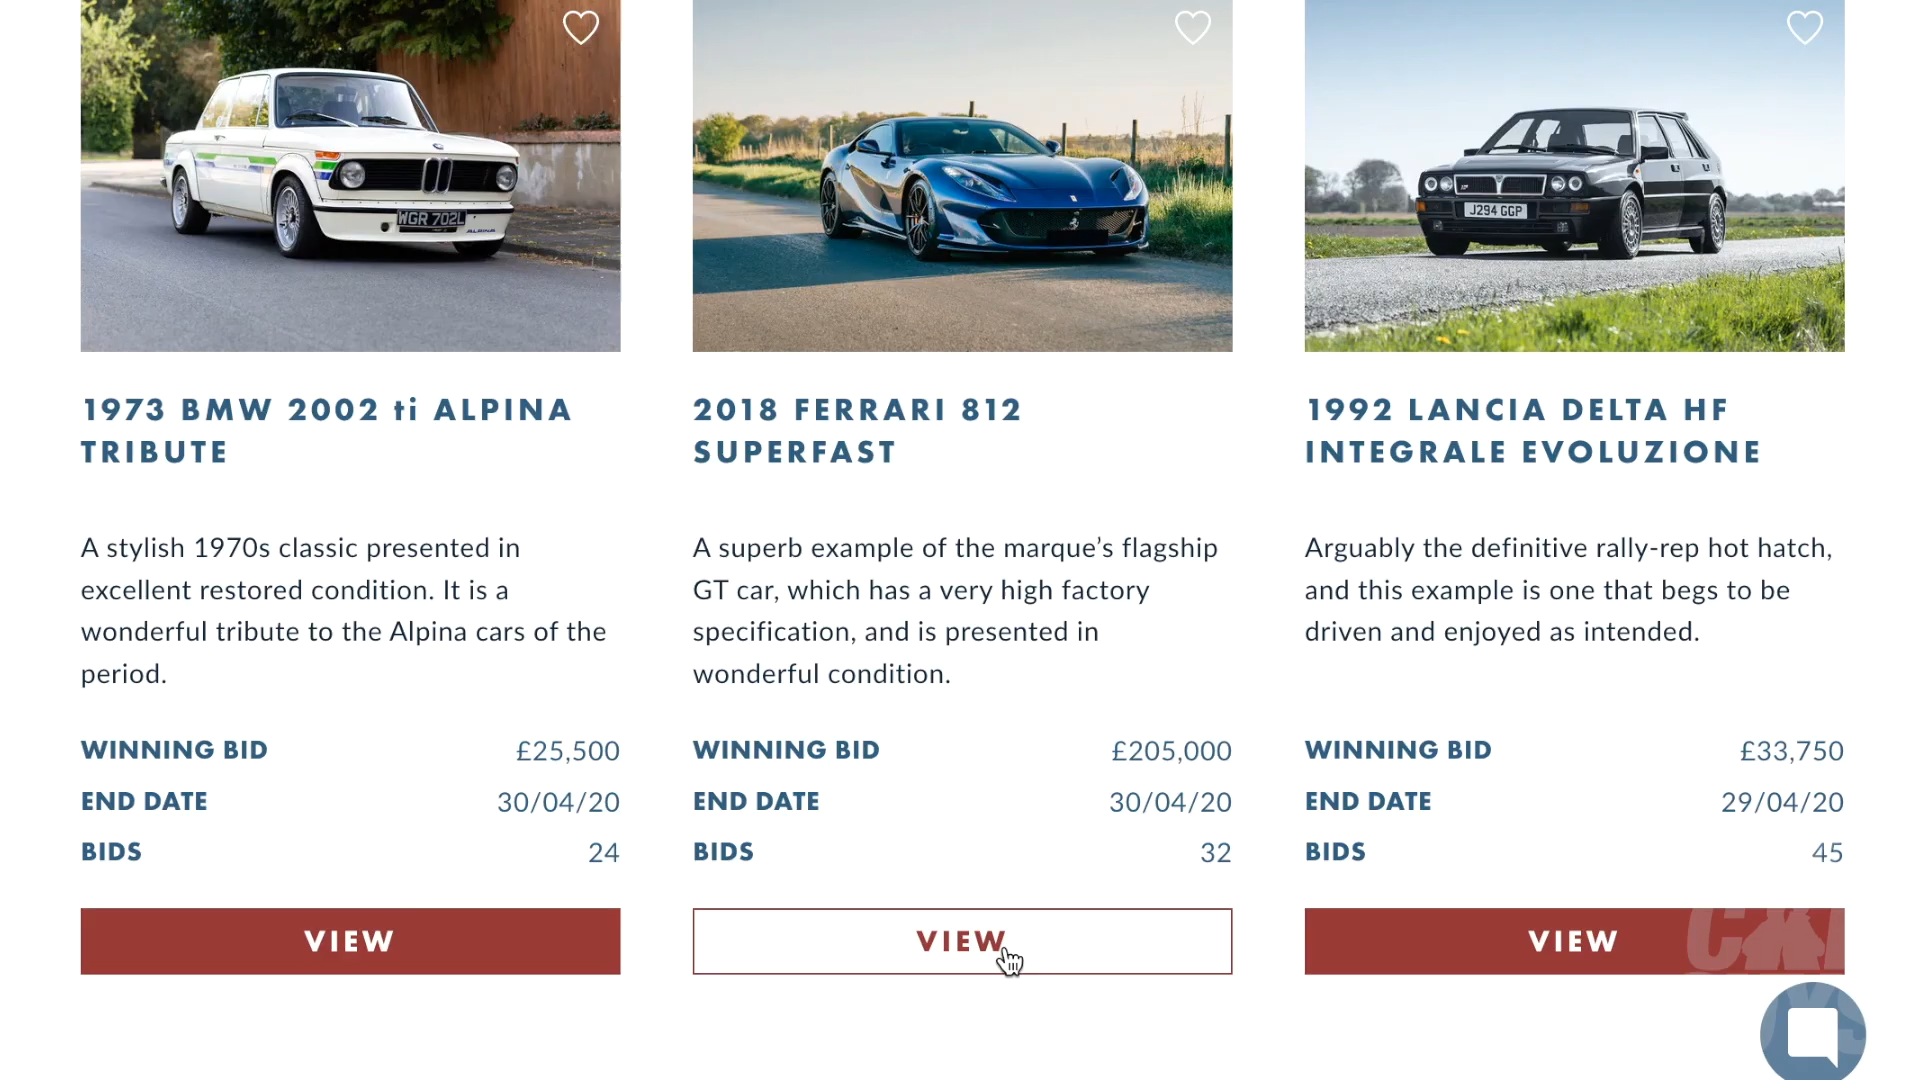 WGR 702L
ALPINA
J294 GGP
1973 BMW 2002 ti ALPINA
TRIBUTE
2018 FERRARI 812
SUPERFAST
1992 LANCIA DELTA HF
INTEGRALE EVOLUZIONE
A stylish 1970s classic presented in
excellent restored condition. It is a
wonderful tribute to the Alpina cars of the
period.
A superb example of the marque’s flagship
GT car, which has a very high factory
specification, and is presented in
wonderful condition.
Arguably the definitive rally-rep hot hatch,
and this example is one that begs to be
driven and enjoyed as intended.
WINNING BID £25,500
END DATE 30/04/20
BIDS 24
WINNING BID £205,000
END DATE 30/04/20
BIDS 32
WINNING BID £33,750
END DATE 29/04/20
BIDS 45
VIEW
VIEW
VIEW